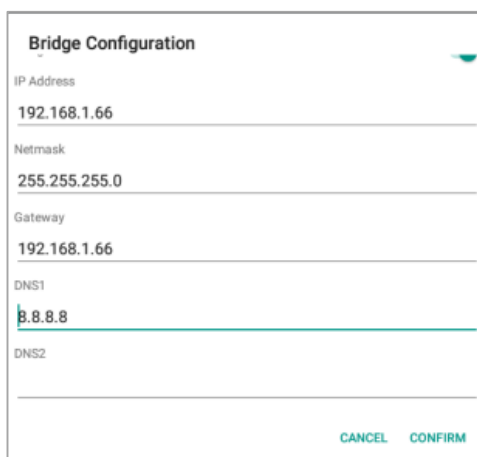 Bridge Configuration
IP Address
192.168.1.66
Netmask
255.255.255.0
Gateway
192.168.1.66
DNS1
8.8.8.8
DNS2
CANCEL CONFIRM